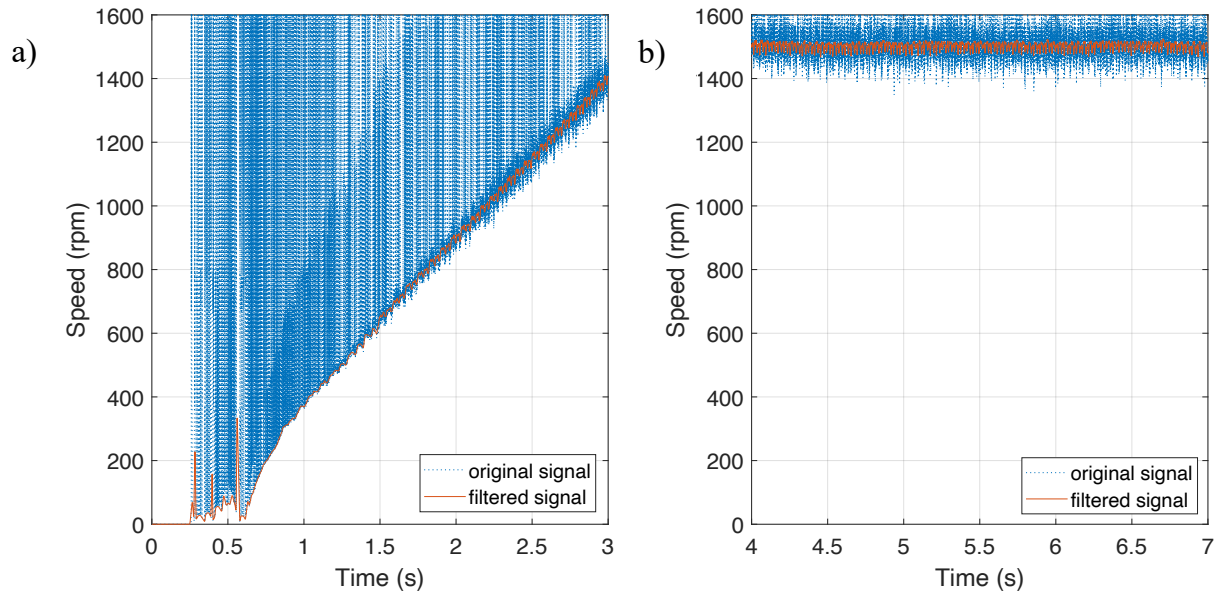 a)
Speed (rpm)
1600
1400
1200
1000
800
600
400
200
0
0 0.5 1 1.5 2 2.5 3
Time (s)
original signal
filtered signal
b)
Speed (rpm)
1600
1400
1200
1000
800
600
400
200
0
4 4.5 5 5.5 6 6.5 7
Time (s)
original signal
filtered signal